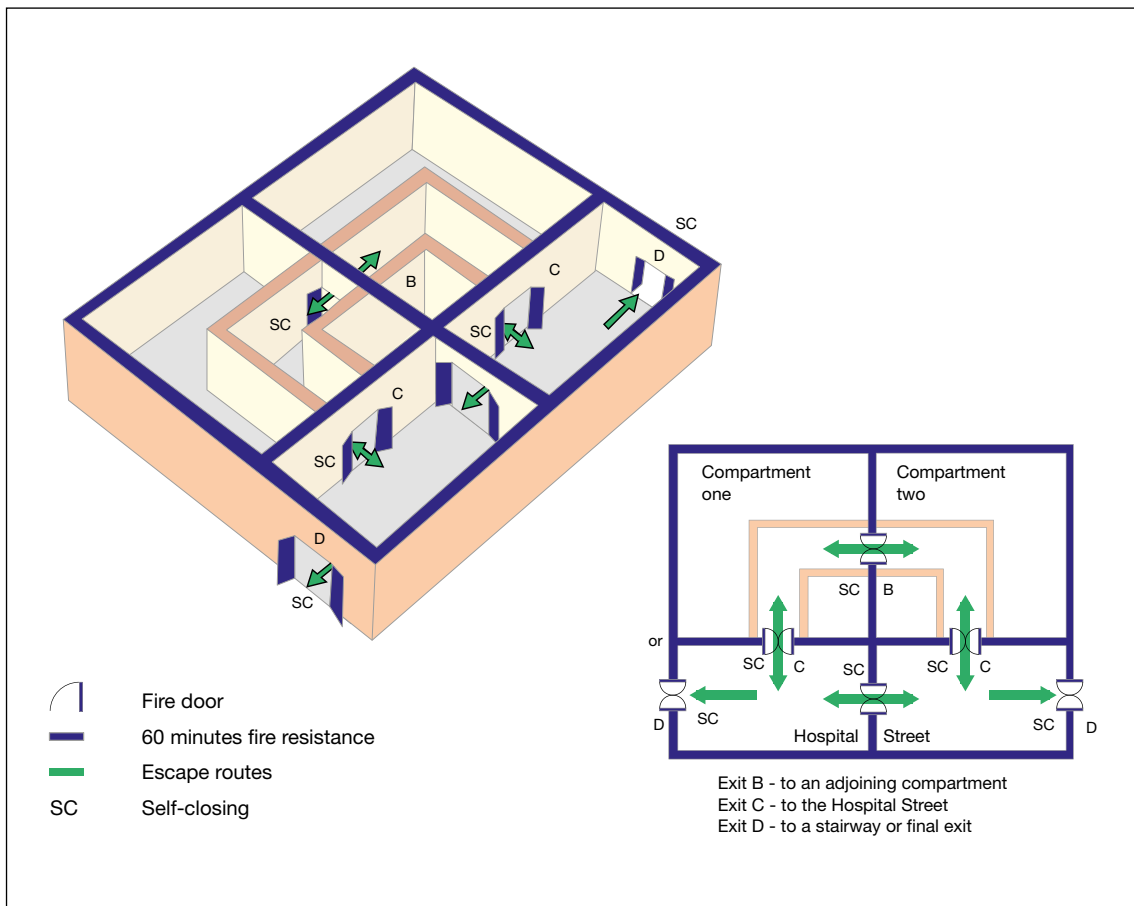 SC
D
C
B
SC
SC
C
SC
D
SC
Fire door
60 minutes fire resistance
Escape routes
SC Self-closing
Compartment
one
Compartment
two
SC B
or
SC C SC SC C
D SC SC D
Hospital Street
Exit B - to an adjoining compartment
Exit C - to the Hospital Street
Exit D - to a stairway or final exit